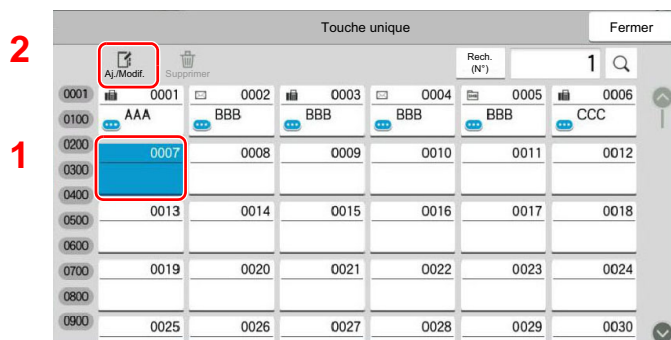 Touche unique
Fermer
2
Aj./Modif.
Supprimer
Rech.
(N°)
1
0001
0001 0002 0003 0004 0005 0006
0100
AAA BBB BBB BBB BBB CCC
1
0200
0007 0008 0009 0010 0011 0012
0300
0400
0013 0014 0015 0016 0017 0018
0500
0600
0700
0019 0020 0021 0022 0023 0024
0800
0900
0025 0026 0027 0028 0029 0030